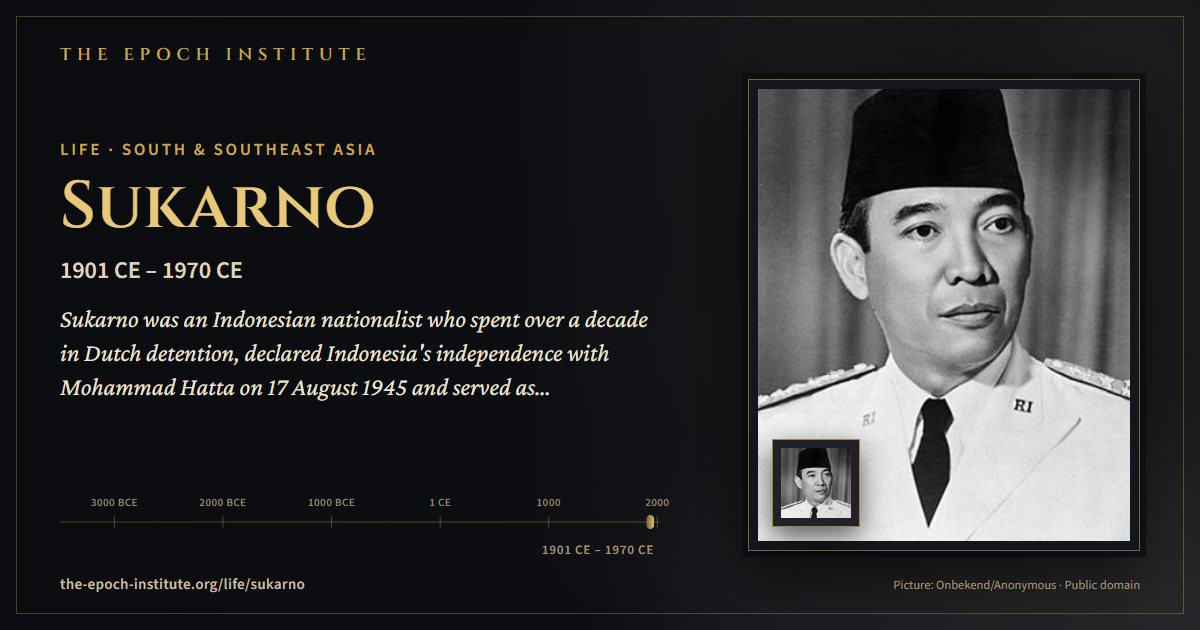 THE EPOCH INSTITUTE
LIFE · SOUTH & SOUTHEAST ASIA
SUKARNO
1901 CE – 1970 CE
Sukarno was an Indonesian nationalist who spent over a decade
in Dutch detention, declared Indonesia's independence with
Mohammad Hatta on 17 August 1945 and served as...
RI
RI
3000 BCE 2000 BCE 1000 BCE 1 CE 1000 2000
1901 CE – 1970 CE
the-epoch-institute.org/life/sukarno
Picture: Onbekend/Anonymous · Public domain